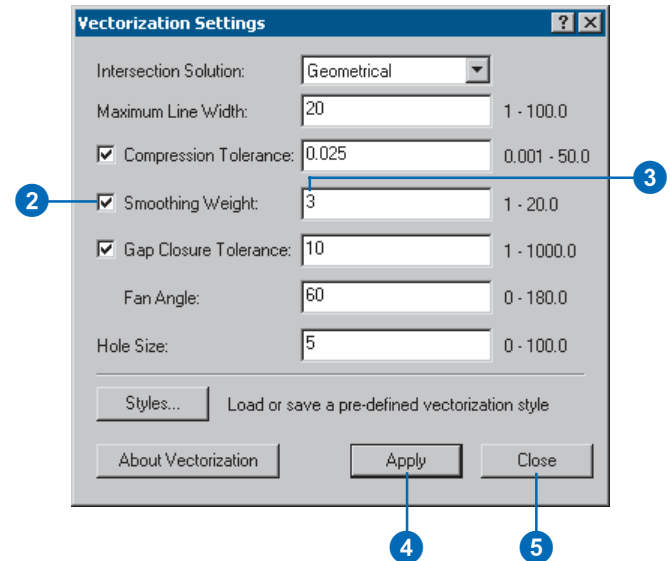 Vectorization Settings ? ×
Intersection Solution: Geometrical
Maximum Line Width: 20 1 - 100.0
Compression Tolerance: 0.025 0.001 - 50.0
2 Smoothing Weight: 3 1 - 20.0 3
Gap Closure Tolerance: 10 1 - 1000.0
Fan Angle: 60 0 - 180.0
Hole Size: 5 0 - 100.0
Styles... Load or save a pre-defined vectorization style
About Vectorization Apply Close
4 5